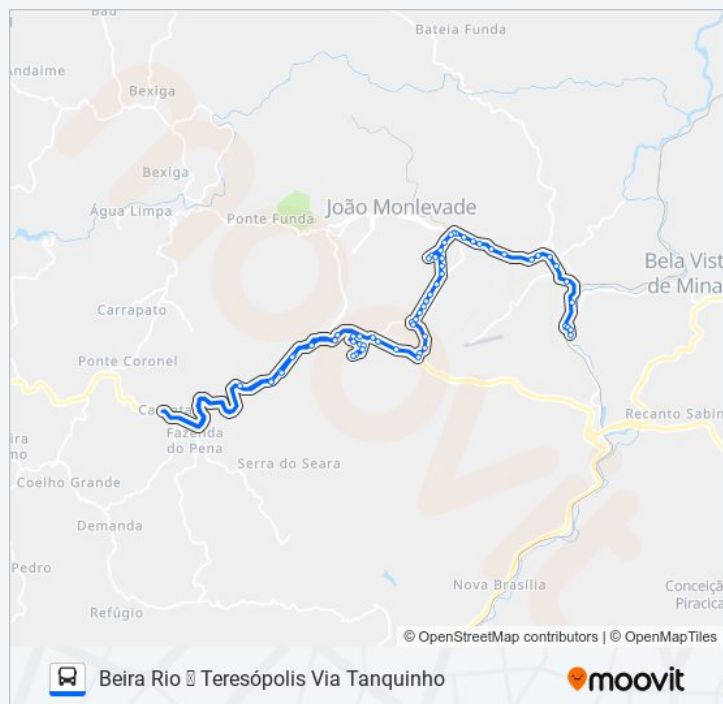 Bau
Bateia Funda
Andaime
Bexiga
Bexiga
João Monlevade
Água Limpa
Ponte Funda
Bela Vist
de Mina
Carrapato
Ponte Coronel
Recanto Sabin
Fazenda
do Pena
Serra do Seara
Coelho Grande
Demanda
Pedro
Nova Brasília
Conceiçã
Piracica
Refúgio
© OpenStreetMap contributors | © OpenMapTiles
Beira Rio Teresópolis Via Tanquinho
moovit